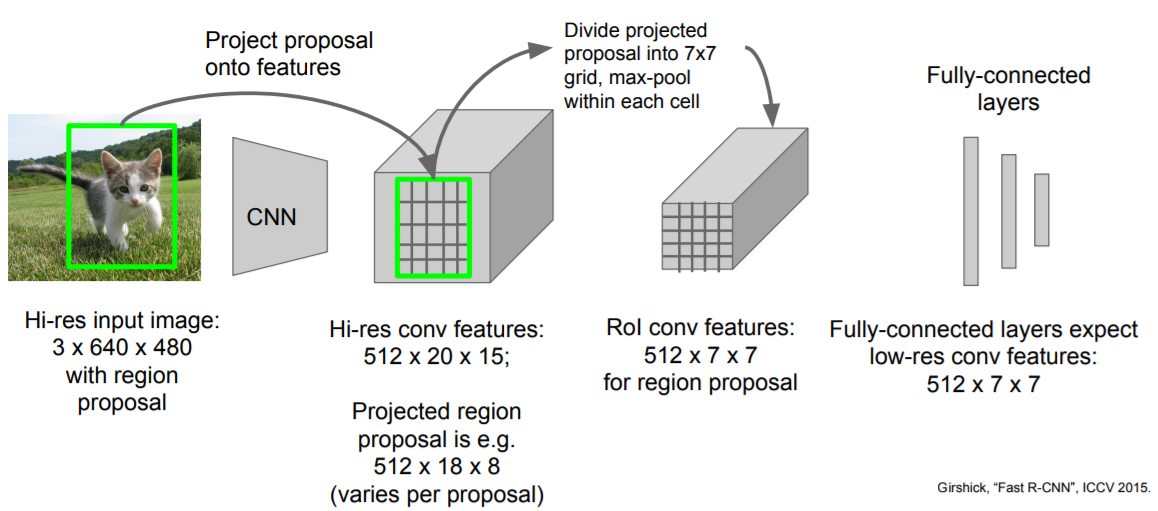 Project proposal
onto features
Divide projected
proposal into 7x7
grid, max-pool
within each cell
Fully-connected
layers
CNN
Hi-res input image:
3 x 640 x 480
with region
proposal
Hi-res conv features:
512 x 20 x 15;
Projected region
proposal is e.g.
512 x 18 x 8
(varies per proposal)
RoI conv features:
512 x 7 x 7
for region proposal
Fully-connected layers expect
low-res conv features:
512 x 7 x 7
Girshick, “Fast R-CNN”, ICCV 2015.